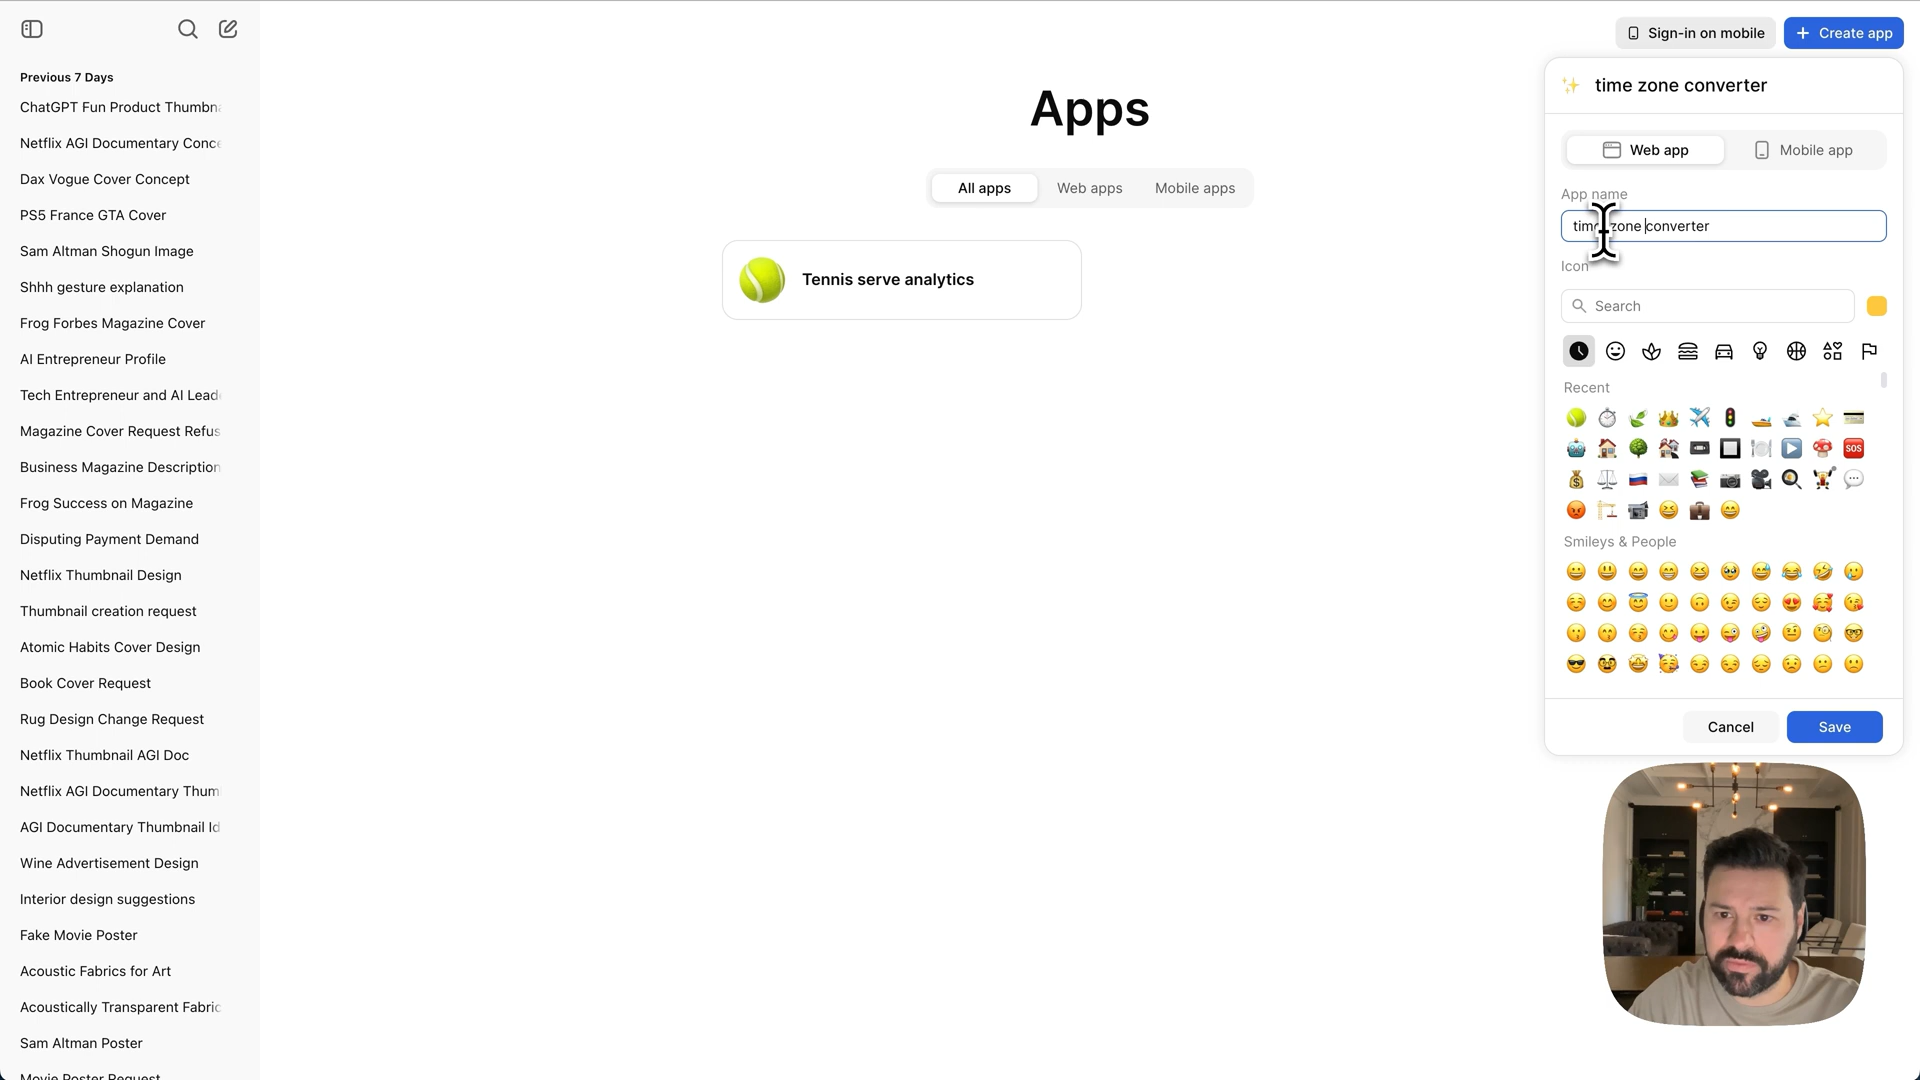 Previous 7 Days
ChatGPT Fun Product Thumbn
Netflix AGI Documentary Conc
Dax Vogue Cover Concept
PS5 France GTA Cover
Sam Altman Shogun Image
Shhh gesture explanation
Frog Forbes Magazine Cover
AI Entrepreneur Profile
Tech Entrepreneur and AI Lead
Magazine Cover Request Refus
Business Magazine Description
Frog Success on Magazine
Disputing Payment Demand
Netflix Thumbnail Design
Thumbnail creation request
Atomic Habits Cover Design
Book Cover Request
Rug Design Change Request
Netflix Thumbnail AGI Doc
Netflix AGI Documentary Thum
AGI Documentary Thumbnail Id
Wine Advertisement Design
Interior design suggestions
Fake Movie Poster
Acoustic Fabrics for Art
Acoustically Transparent Fabric
Sam Altman Poster
Movie Poster Request
Apps
All apps Web apps Mobile apps
Tennis serve analytics
Sign-in on mobile + Create app
time zone converter
Web app Mobile app
App name
time zone converter
Icon
Search
Recent
SOS
Smileys & People
Cancel Save